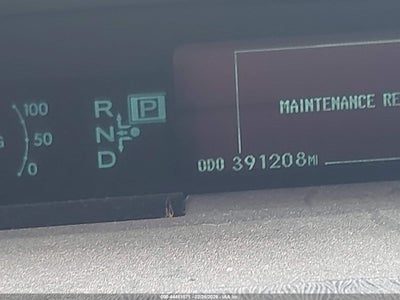 100
R P
MAINTENANCE RE
G 50 N
D
0
ODO 391208MI